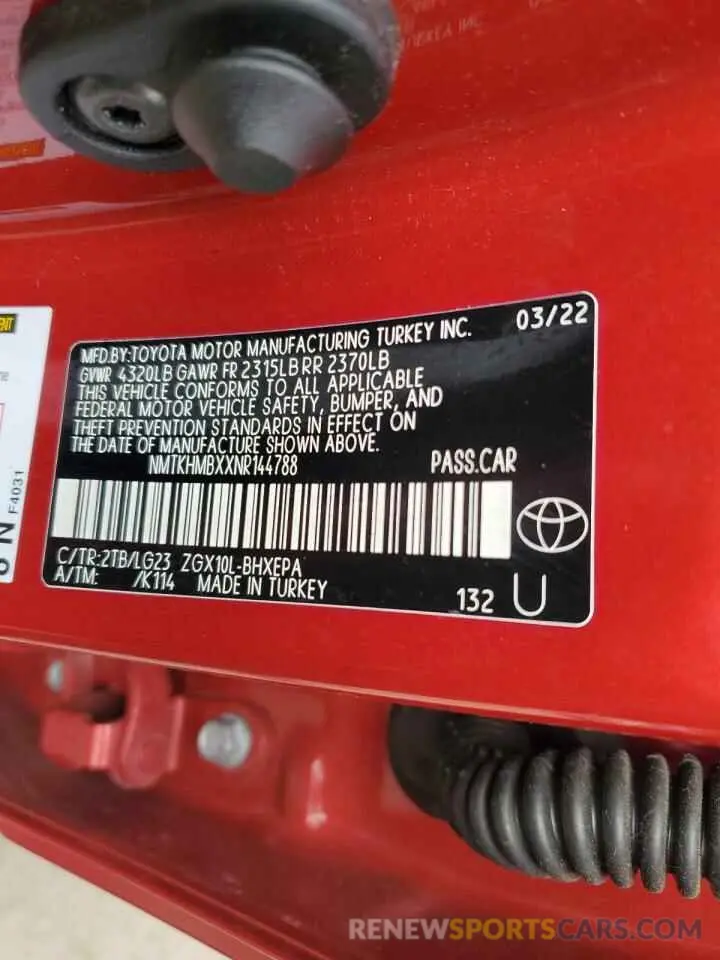 MFD.BY:TOYOTA MOTOR MANUFACTURING TURKEY INC. 03/22
GVWR 4320LB GAWR FR 2315LB RR 2370LB
THIS VEHICLE CONFORMS TO ALL APPLICABLE
FEDERAL MOTOR VEHICLE SAFETY, BUMPER, AND
THEFT PREVENTION STANDARDS IN EFFECT ON
THE DATE OF MANUFACTURE SHOWN ABOVE.
NMTKHMBXXNR144788 PASS.CAR
C/TR:2TB/LG23 ZGX10L-BHXEPA
A/TM: /K114 MADE IN TURKEY
132 U
F4031
RENEWSPORTSCARS.COM